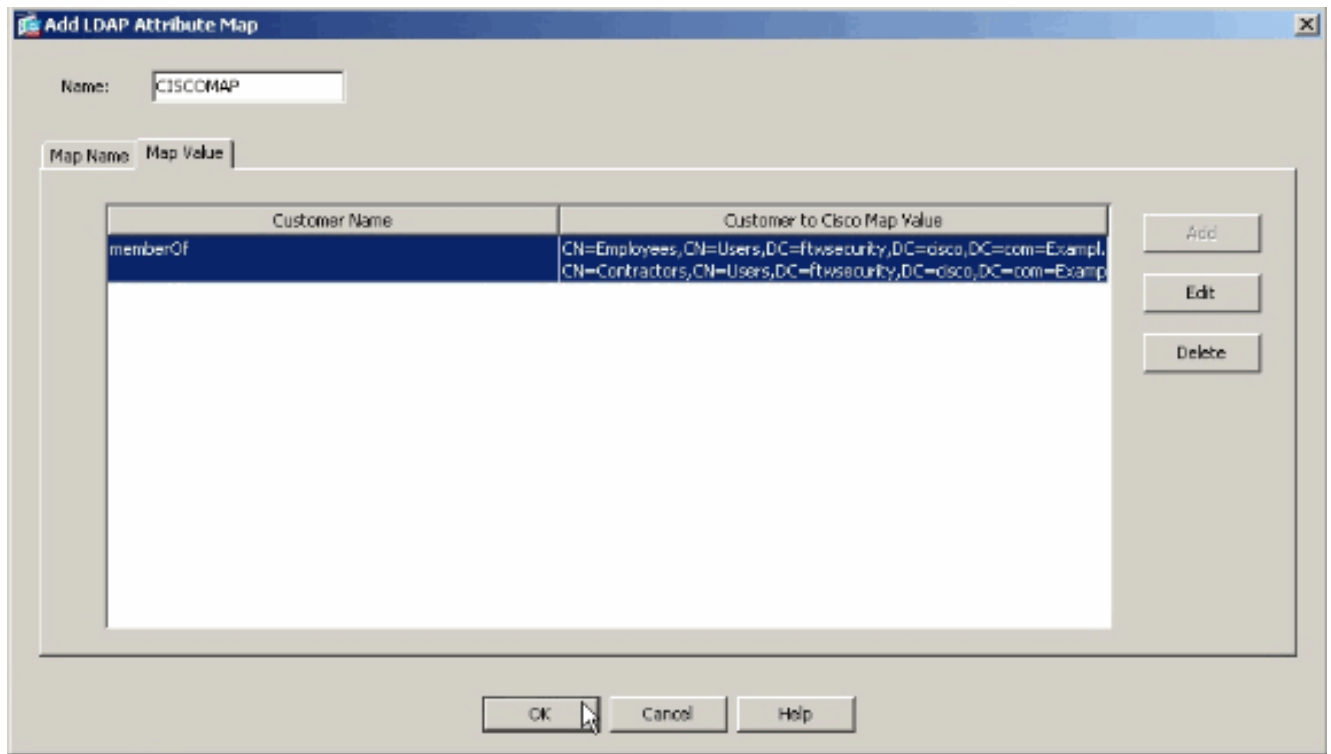 Add LDAP Attribute Map
Name: CISCOMAP
Map Name Map Value
Customer Name Customer to Cisco Map Value
memberOf CN=Employees,CN=Users,DC=ftwsecurity,DC=cisco,DC=com=Exampl.
CN=Contractors,CN=Users,DC=ftwsecurity,DC=cisco,DC=com=Examp
Add
Edit
Delete
OK Cancel Help